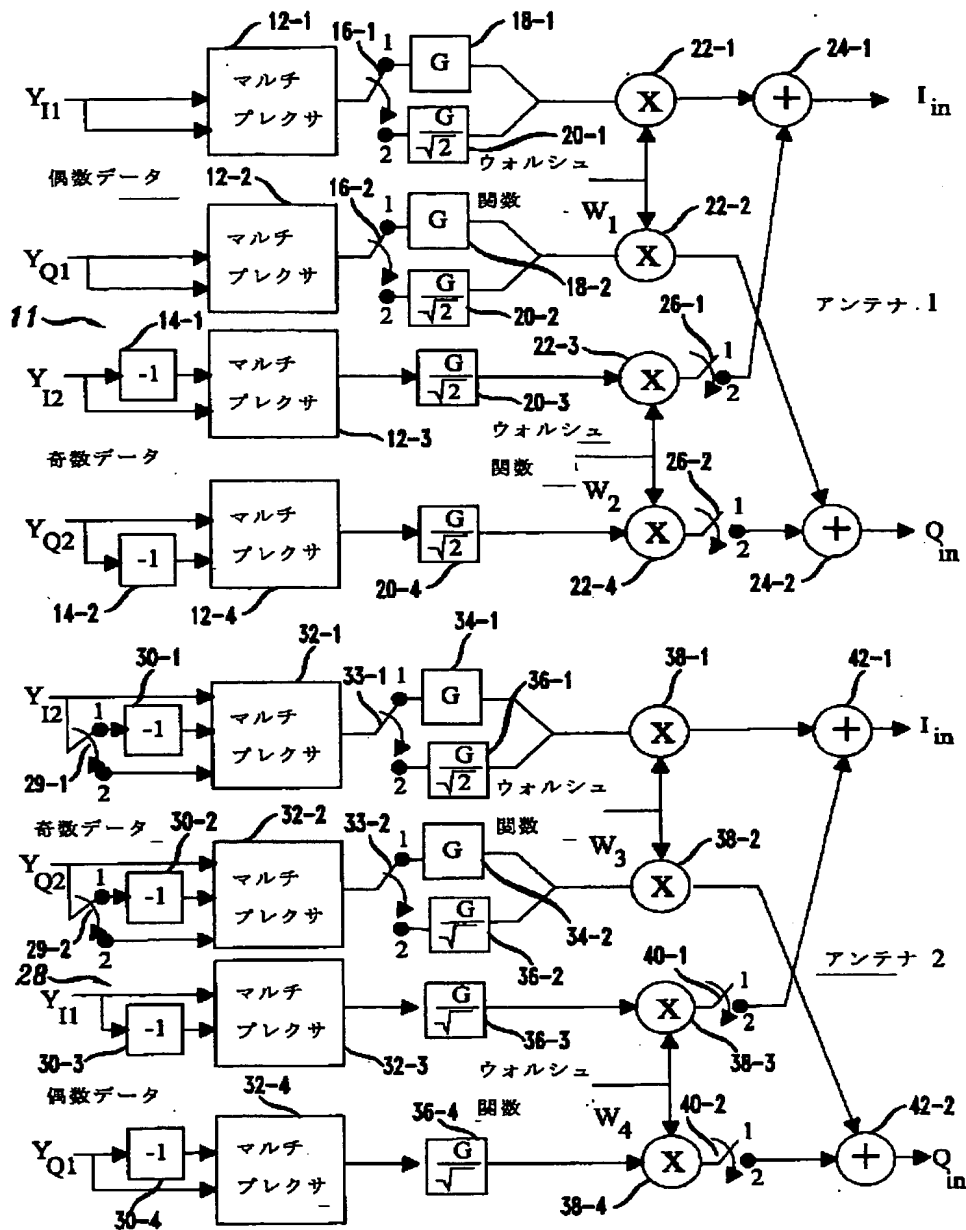 12-1
16-1
18-1
22-1
24-1
Y_I1
マルチ
プレクサ
1
G
X
+
I_in
2
G/√2
20-1
偶数データ
12-2
16-2
ウォルシュ
関数
W_1
22-2
Y_Q1
マルチ
プレクサ
1
G
18-2
X
2
G/√2
20-2
アンテナ 1
11
14-1
-1
Y_I2
マルチ
プレクサ
12-3
G/√2
20-3
22-3
X
26-1
1
2
奇数データ
ウォルシュ
関数
W_2
26-2
Y_Q2
-1
14-2
マルチ
プレクサ
12-4
G/√2
20-4
X
22-4
1
2
+
24-2
Q_in
30-1
32-1
33-1
34-1
36-1
38-1
42-1
Y_I2
1
-1
2
29-1
マルチ
プレクサ
1
G
2
G/√2
X
+
I_in
奇数データ
30-2
32-2
33-2
ウォルシュ
関数
W_3
38-2
Y_Q2
1
-1
2
29-2
マルチ
プレクサ
1
G
34-2
2
G/√
36-2
X
アンテナ 2
28
Y_I1
-1
30-3
マルチ
プレクサ
32-3
G/√
36-3
X
38-3
40-1
1
2
偶数データ
32-4
36-4
ウォルシュ
関数
W_4
40-2
42-2
Y_Q1
-1
30-4
マルチ
プレクサ
G/√
X
38-4
1
2
+
Q_in